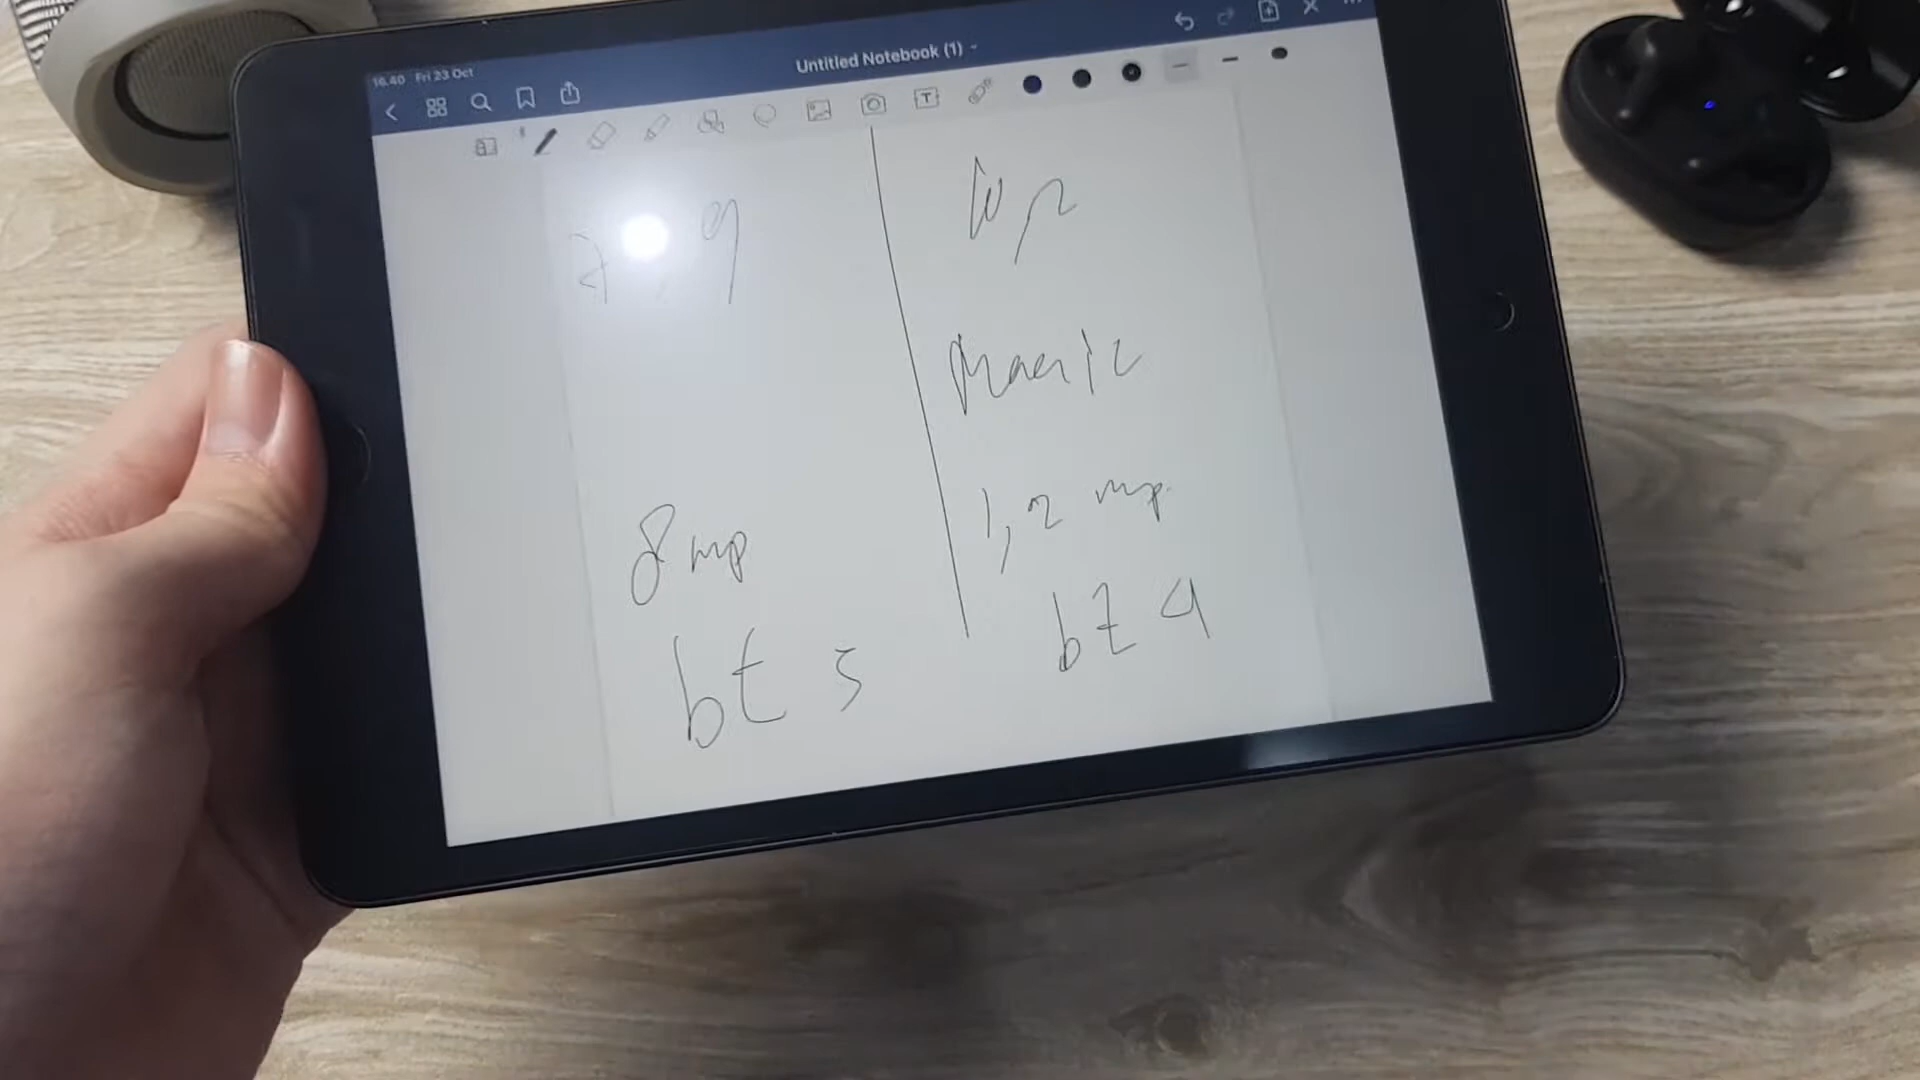 16.40 Fri 23 Oct
Untitled Notebook (1)
T
7,9
8 mp
bt 5
1,2 mp
bt 4